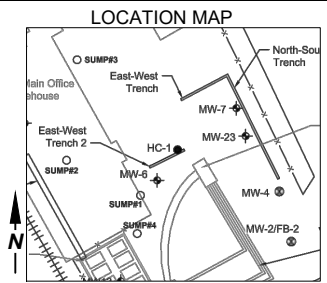 LOCATION MAP
SUMP#3
North-Sou
Trench
East-West
Trench
Main Office
ehouse
MW-7
East-West
Trench 2
HC-1
MW-23
SUMP#2
MW-6
SUMP#1
MW-4
SUMP#4
MW-2/FB-2
N